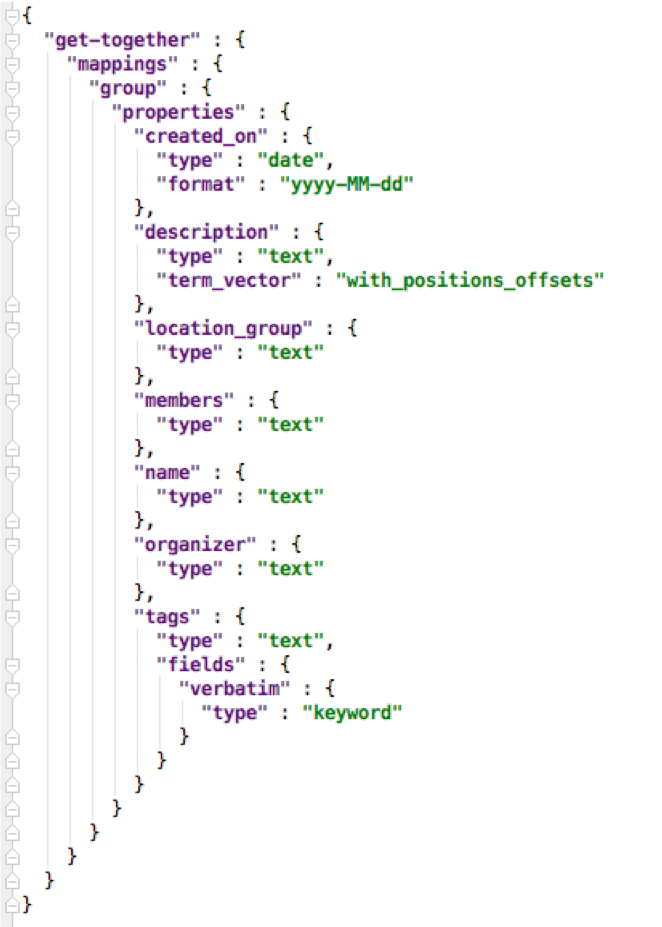 {
  "get-together" : {
    "mappings" : {
      "group" : {
        "properties" : {
          "created_on" : {
            "type" : "date",
            "format" : "yyyy-MM-dd"
          },
          "description" : {
            "type" : "text",
            "term_vector" : "with_positions_offsets"
          },
          "location_group" : {
            "type" : "text"
          },
          "members" : {
            "type" : "text"
          },
          "name" : {
            "type" : "text"
          },
          "organizer" : {
            "type" : "text"
          },
          "tags" : {
            "type" : "text",
            "fields" : {
              "verbatim" : {
                "type" : "keyword"
              }
            }
          }
        }
      }
    }
  }
}